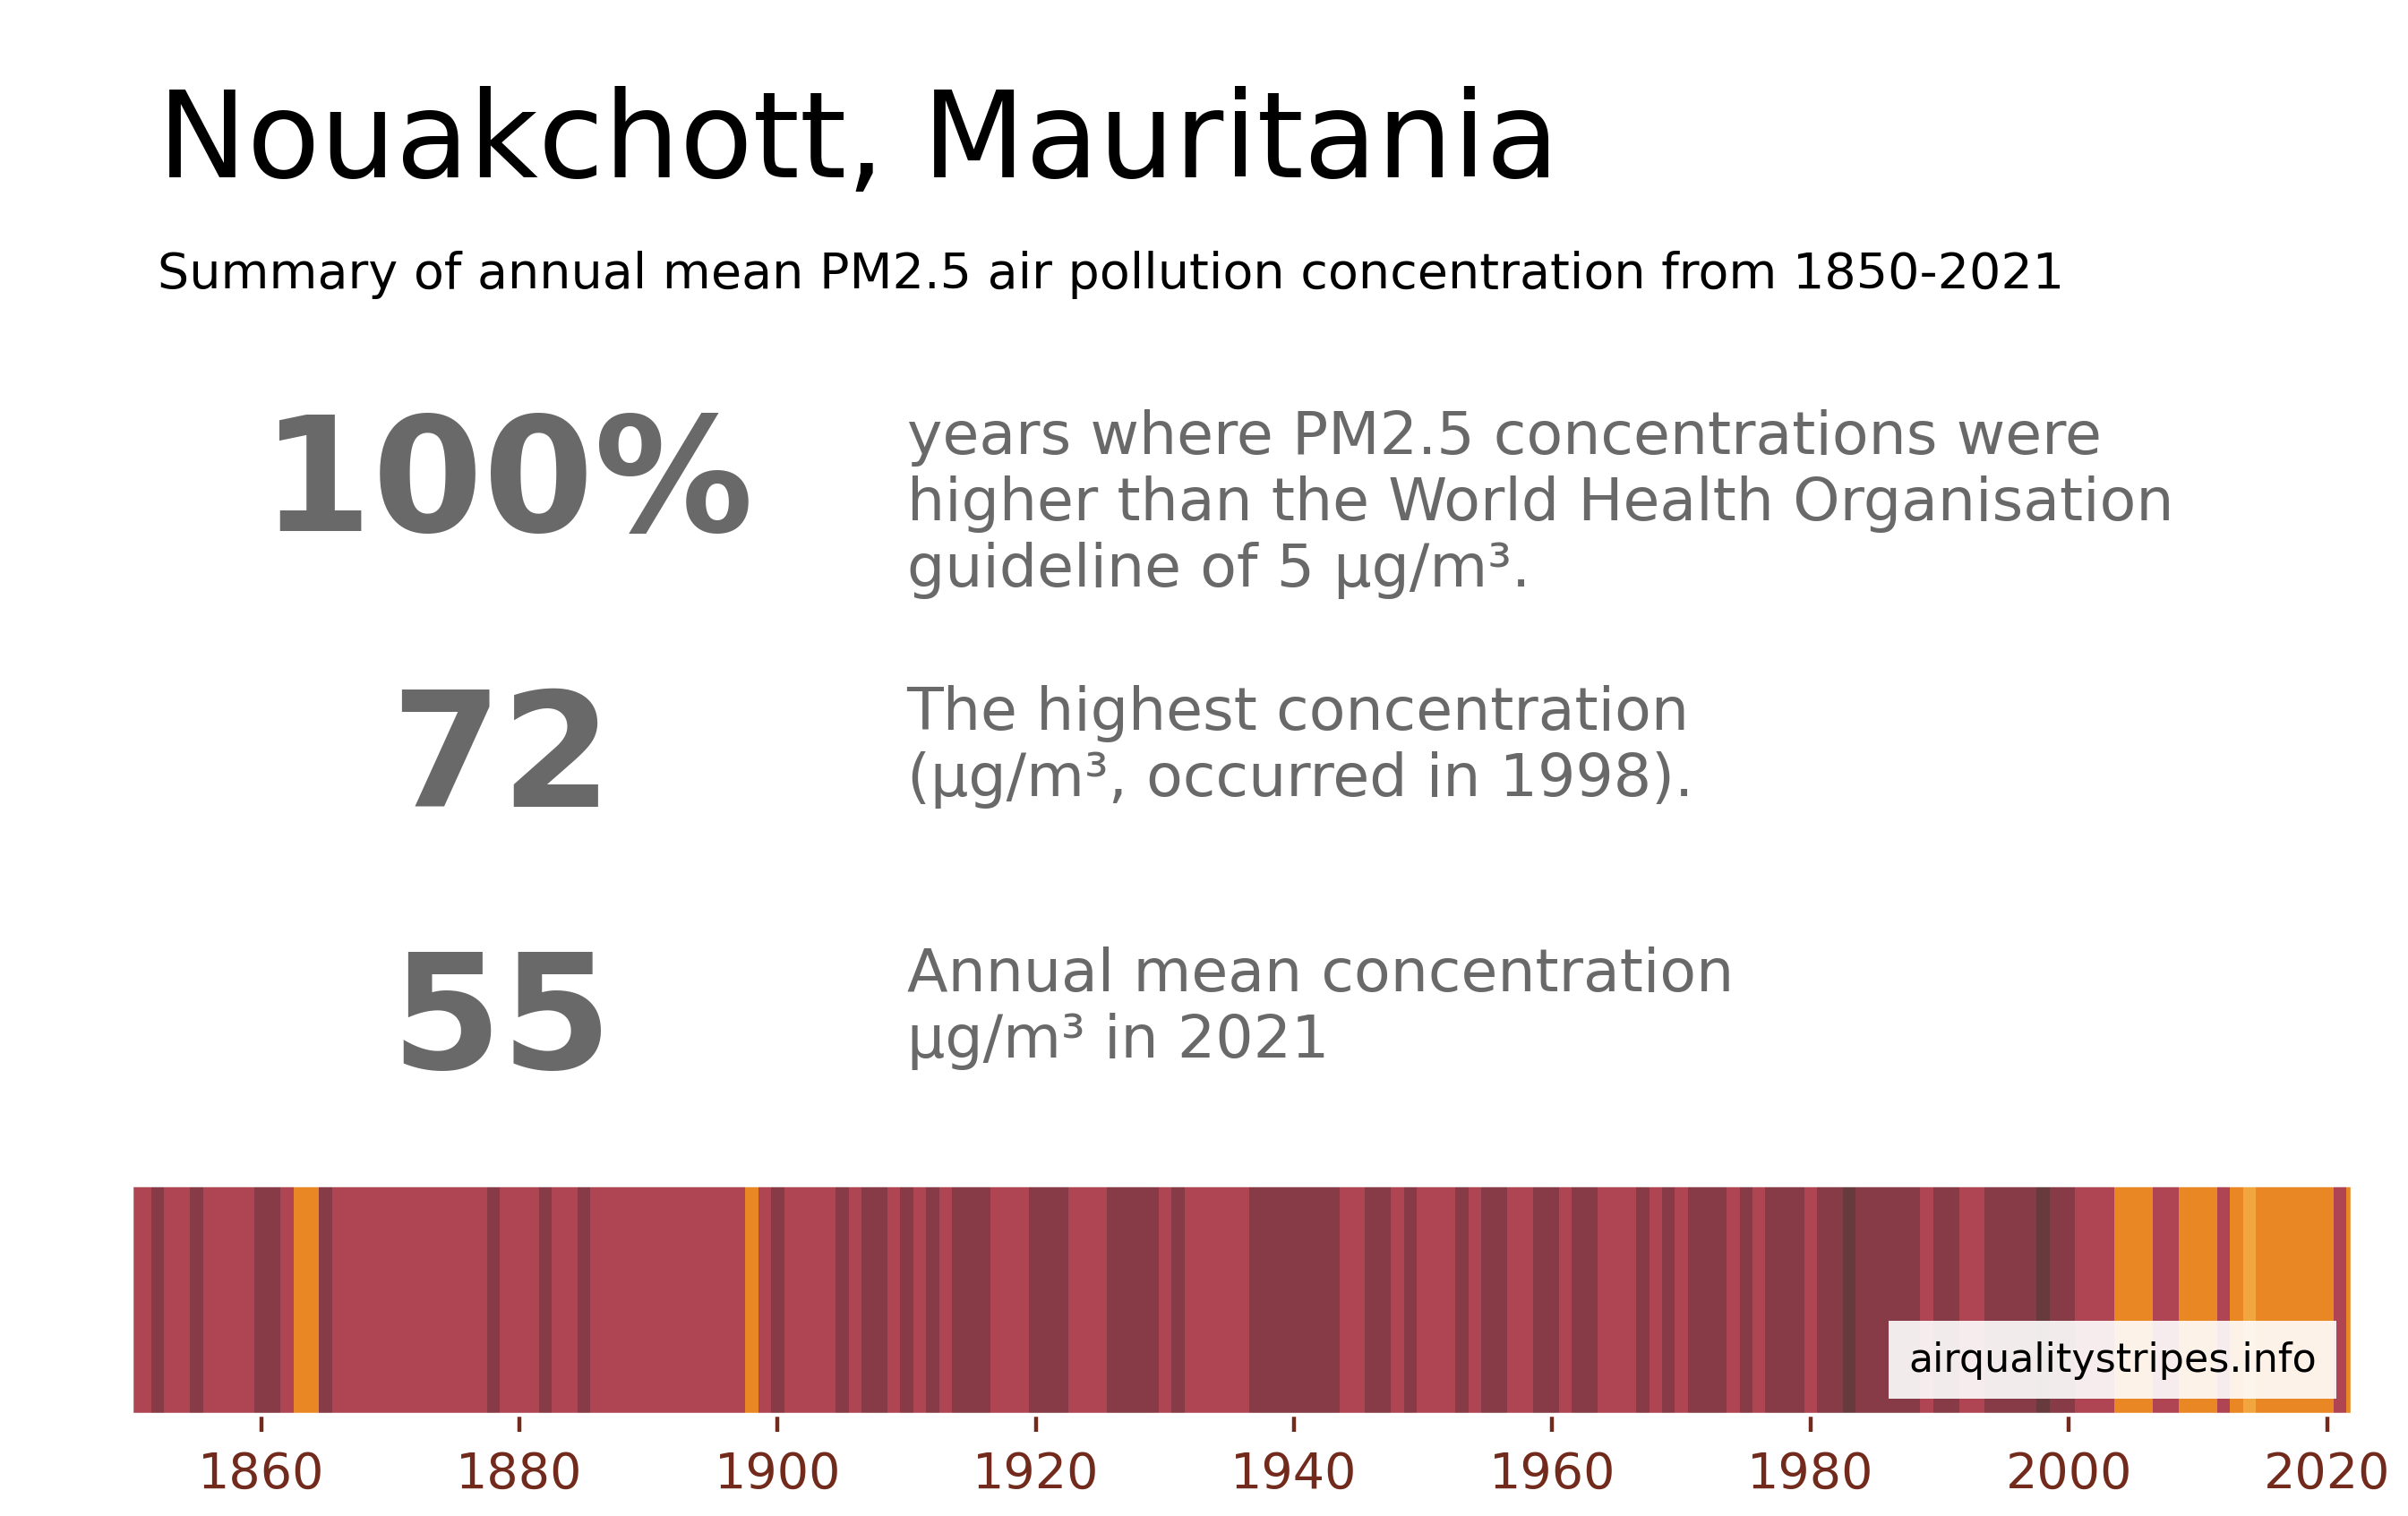 Nouakchott, Mauritania
Summary of annual mean PM2.5 air pollution concentration from 1850-2021
100%
years where PM2.5 concentrations were
higher than the World Health Organisation
guideline of 5 µg/m³.
72
The highest concentration
(µg/m³, occurred in 1998).
55
Annual mean concentration
µg/m³ in 2021
airqualitystripes.info
1860 1880 1900 1920 1940 1960 1980 2000 2020